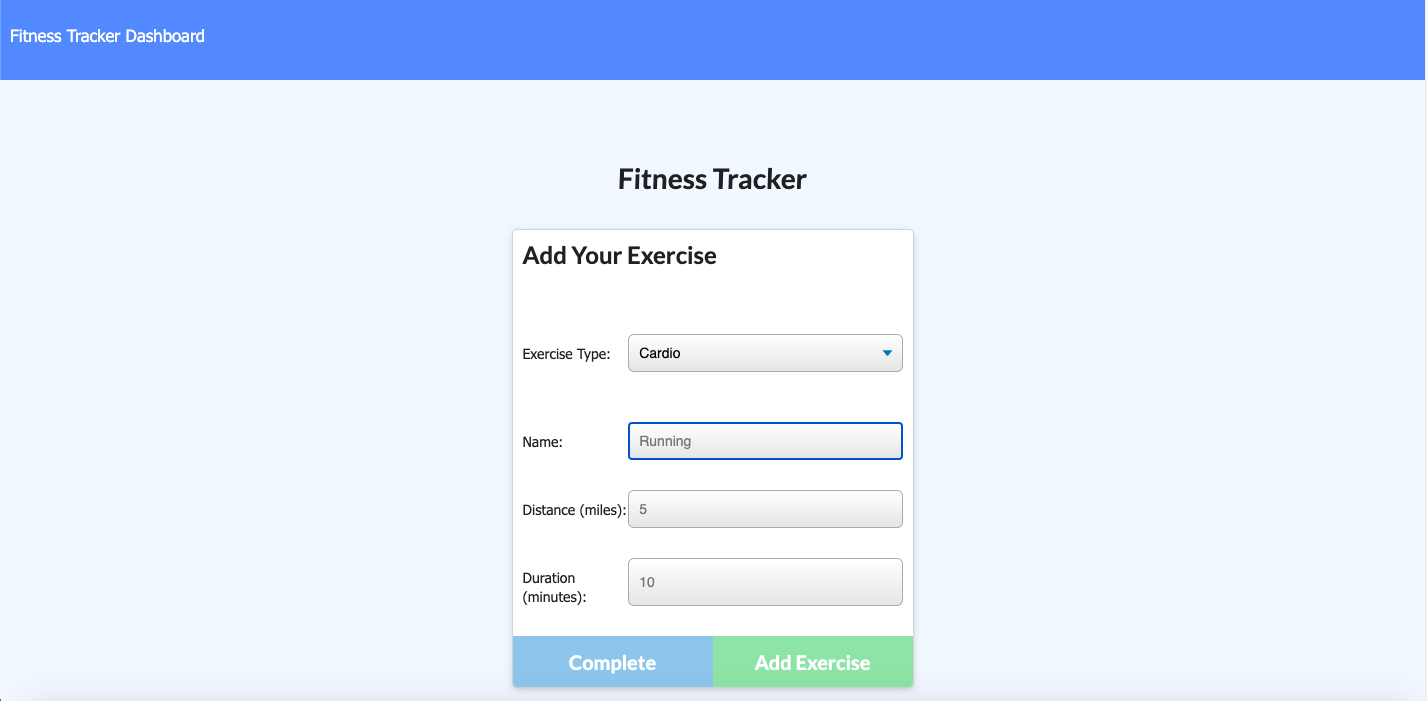 Fitness Tracker Dashboard
Fitness Tracker
Add Your Exercise
Exercise Type: Cardio
Name: Running
Distance (miles): 5
Duration
(minutes): 10
Complete Add Exercise